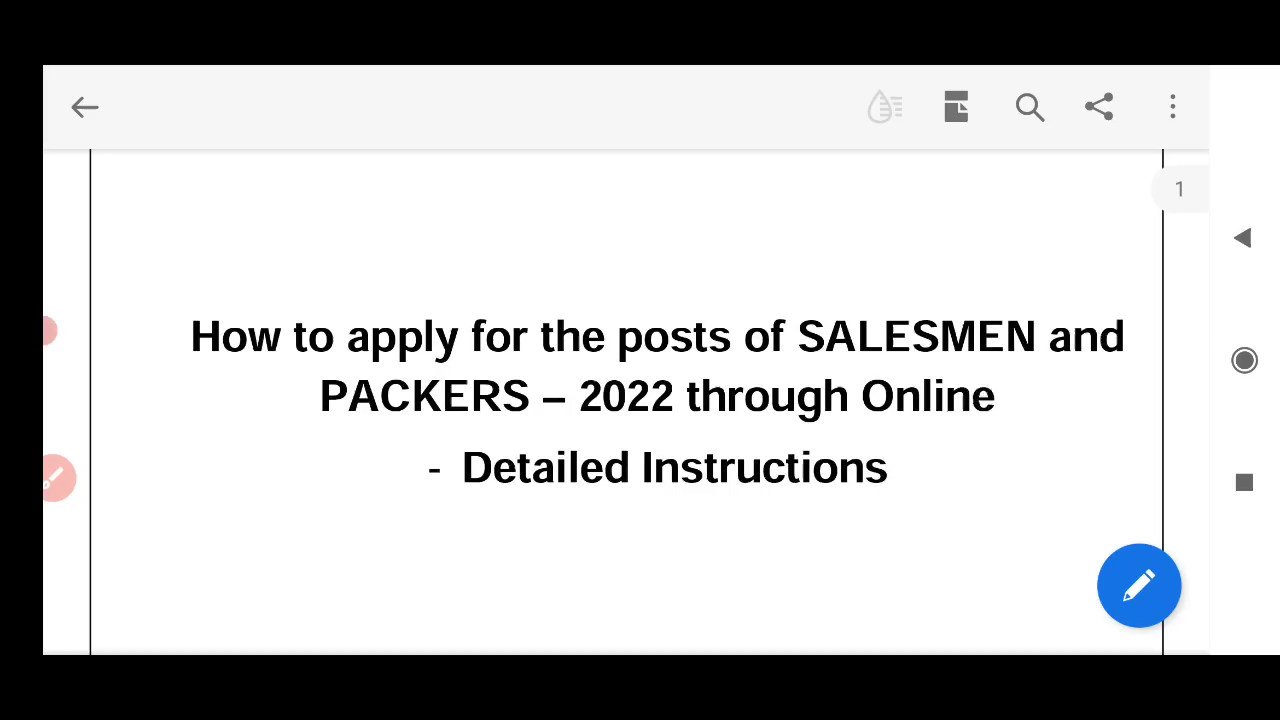 1
How to apply for the posts of SALESMEN and
PACKERS – 2022 through Online
- Detailed Instructions